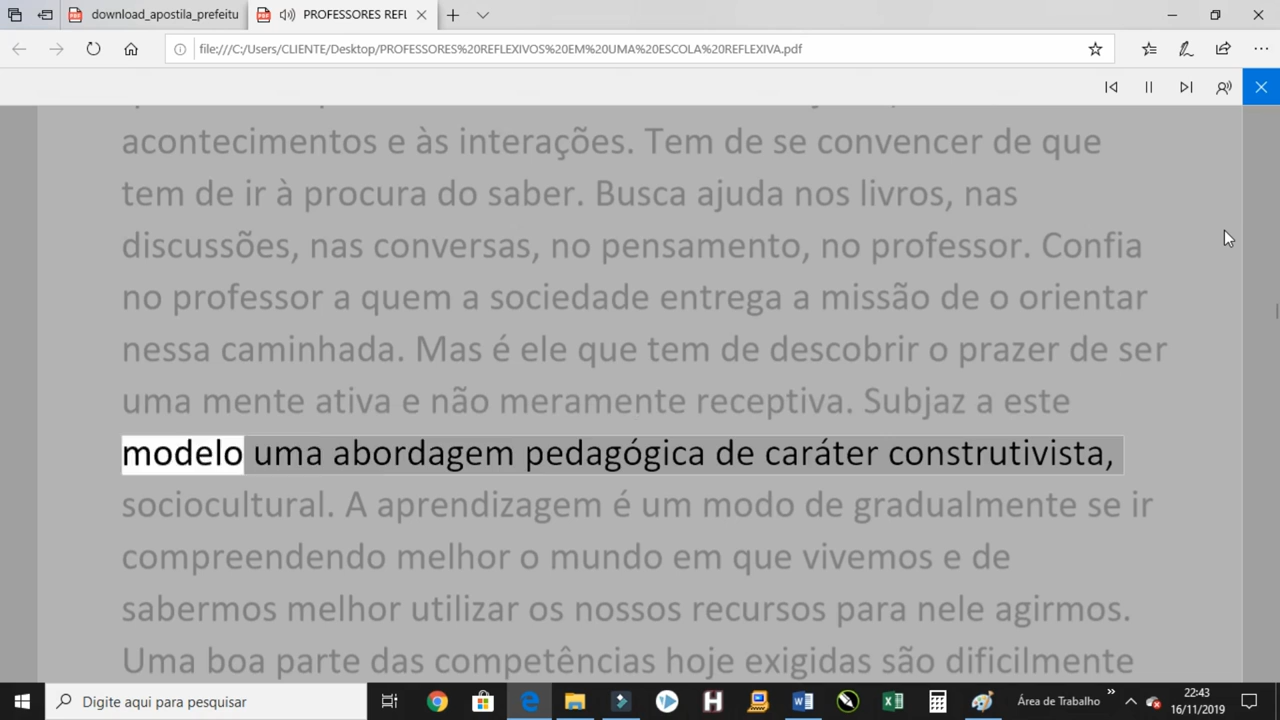 download_apostila_prefeitu
PROFESSORES REFL
file:///C:/Users/CLIENTE/Desktop/PROFESSORES%20REFLEXIVOS%20EM%20UMA%20ESCOLA%20REFLEXIVA.pdf
acontecimentos e às interações. Tem de se convencer de que
tem de ir à procura do saber. Busca ajuda nos livros, nas
discussões, nas conversas, no pensamento, no professor. Confia
no professor a quem a sociedade entrega a missão de o orientar
nessa caminhada. Mas é ele que tem de descobrir o prazer de ser
uma mente ativa e não meramente receptiva. Subjaz a este
modelo uma abordagem pedagógica de caráter construtivista,
sociocultural. A aprendizagem é um modo de gradualmente se ir
compreendendo melhor o mundo em que vivemos e de
sabermos melhor utilizar os nossos recursos para nele agirmos.
Uma boa parte das competências hoje exigidas são dificilmente
Digite aqui para pesquisar
Área de Trabalho
22:43
16/11/2019